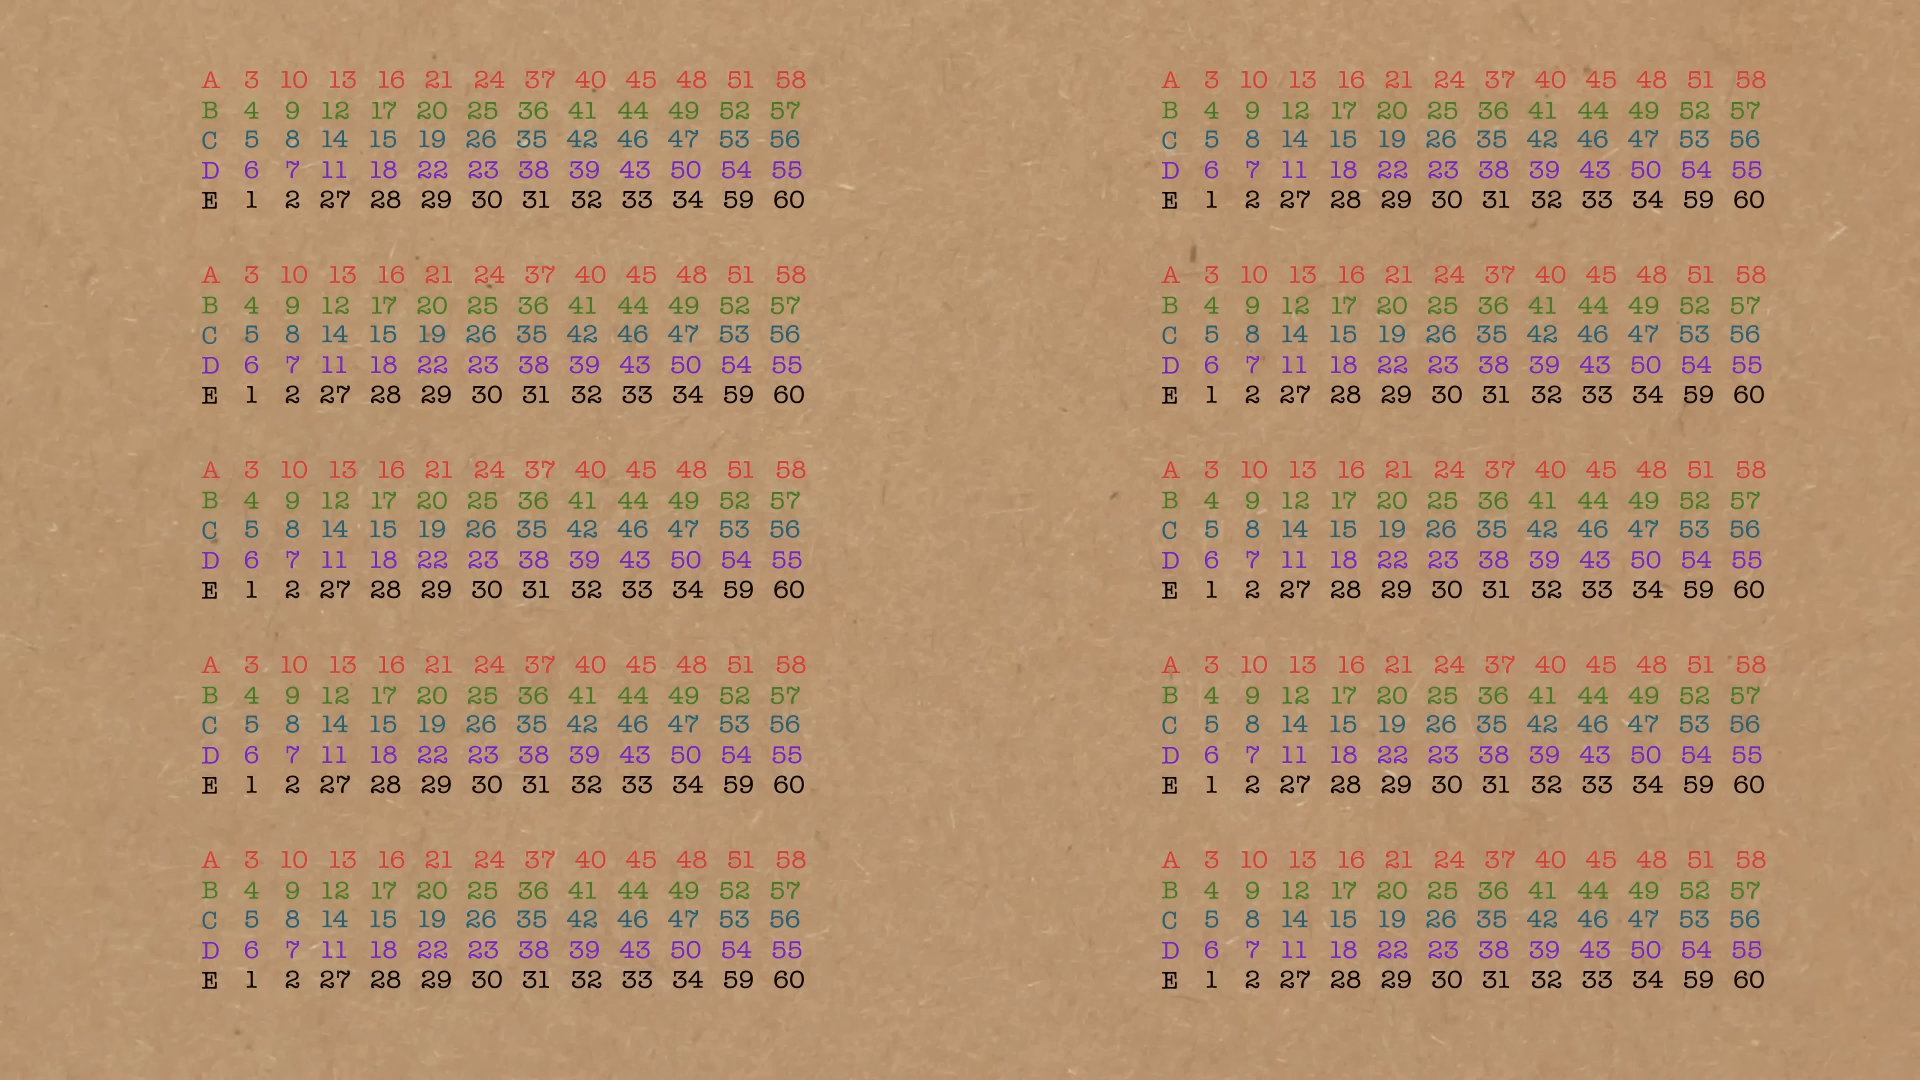 A 3 10 13 16 21 24 37 40 45 48 51 58
B 4 9 12 17 20 25 36 41 44 49 52 57
C 5 8 14 15 19 26 35 42 46 47 53 56
D 6 7 11 18 22 23 38 39 43 50 54 55
E 1 2 27 28 29 30 31 32 33 34 59 60
A 3 10 13 16 21 24 37 40 45 48 51 58
B 4 9 12 17 20 25 36 41 44 49 52 57
C 5 8 14 15 19 26 35 42 46 47 53 56
D 6 7 11 18 22 23 38 39 43 50 54 55
E 1 2 27 28 29 30 31 32 33 34 59 60
A 3 10 13 16 21 24 37 40 45 48 51 58
B 4 9 12 17 20 25 36 41 44 49 52 57
C 5 8 14 15 19 26 35 42 46 47 53 56
D 6 7 11 18 22 23 38 39 43 50 54 55
E 1 2 27 28 29 30 31 32 33 34 59 60
A 3 10 13 16 21 24 37 40 45 48 51 58
B 4 9 12 17 20 25 36 41 44 49 52 57
C 5 8 14 15 19 26 35 42 46 47 53 56
D 6 7 11 18 22 23 38 39 43 50 54 55
E 1 2 27 28 29 30 31 32 33 34 59 60
A 3 10 13 16 21 24 37 40 45 48 51 58
B 4 9 12 17 20 25 36 41 44 49 52 57
C 5 8 14 15 19 26 35 42 46 47 53 56
D 6 7 11 18 22 23 38 39 43 50 54 55
E 1 2 27 28 29 30 31 32 33 34 59 60
A 3 10 13 16 21 24 37 40 45 48 51 58
B 4 9 12 17 20 25 36 41 44 49 52 57
C 5 8 14 15 19 26 35 42 46 47 53 56
D 6 7 11 18 22 23 38 39 43 50 54 55
E 1 2 27 28 29 30 31 32 33 34 59 60
A 3 10 13 16 21 24 37 40 45 48 51 58
B 4 9 12 17 20 25 36 41 44 49 52 57
C 5 8 14 15 19 26 35 42 46 47 53 56
D 6 7 11 18 22 23 38 39 43 50 54 55
E 1 2 27 28 29 30 31 32 33 34 59 60
A 3 10 13 16 21 24 37 40 45 48 51 58
B 4 9 12 17 20 25 36 41 44 49 52 57
C 5 8 14 15 19 26 35 42 46 47 53 56
D 6 7 11 18 22 23 38 39 43 50 54 55
E 1 2 27 28 29 30 31 32 33 34 59 60
A 3 10 13 16 21 24 37 40 45 48 51 58
B 4 9 12 17 20 25 36 41 44 49 52 57
C 5 8 14 15 19 26 35 42 46 47 53 56
D 6 7 11 18 22 23 38 39 43 50 54 55
E 1 2 27 28 29 30 31 32 33 34 59 60
A 3 10 13 16 21 24 37 40 45 48 51 58
B 4 9 12 17 20 25 36 41 44 49 52 57
C 5 8 14 15 19 26 35 42 46 47 53 56
D 6 7 11 18 22 23 38 39 43 50 54 55
E 1 2 27 28 29 30 31 32 33 34 59 60